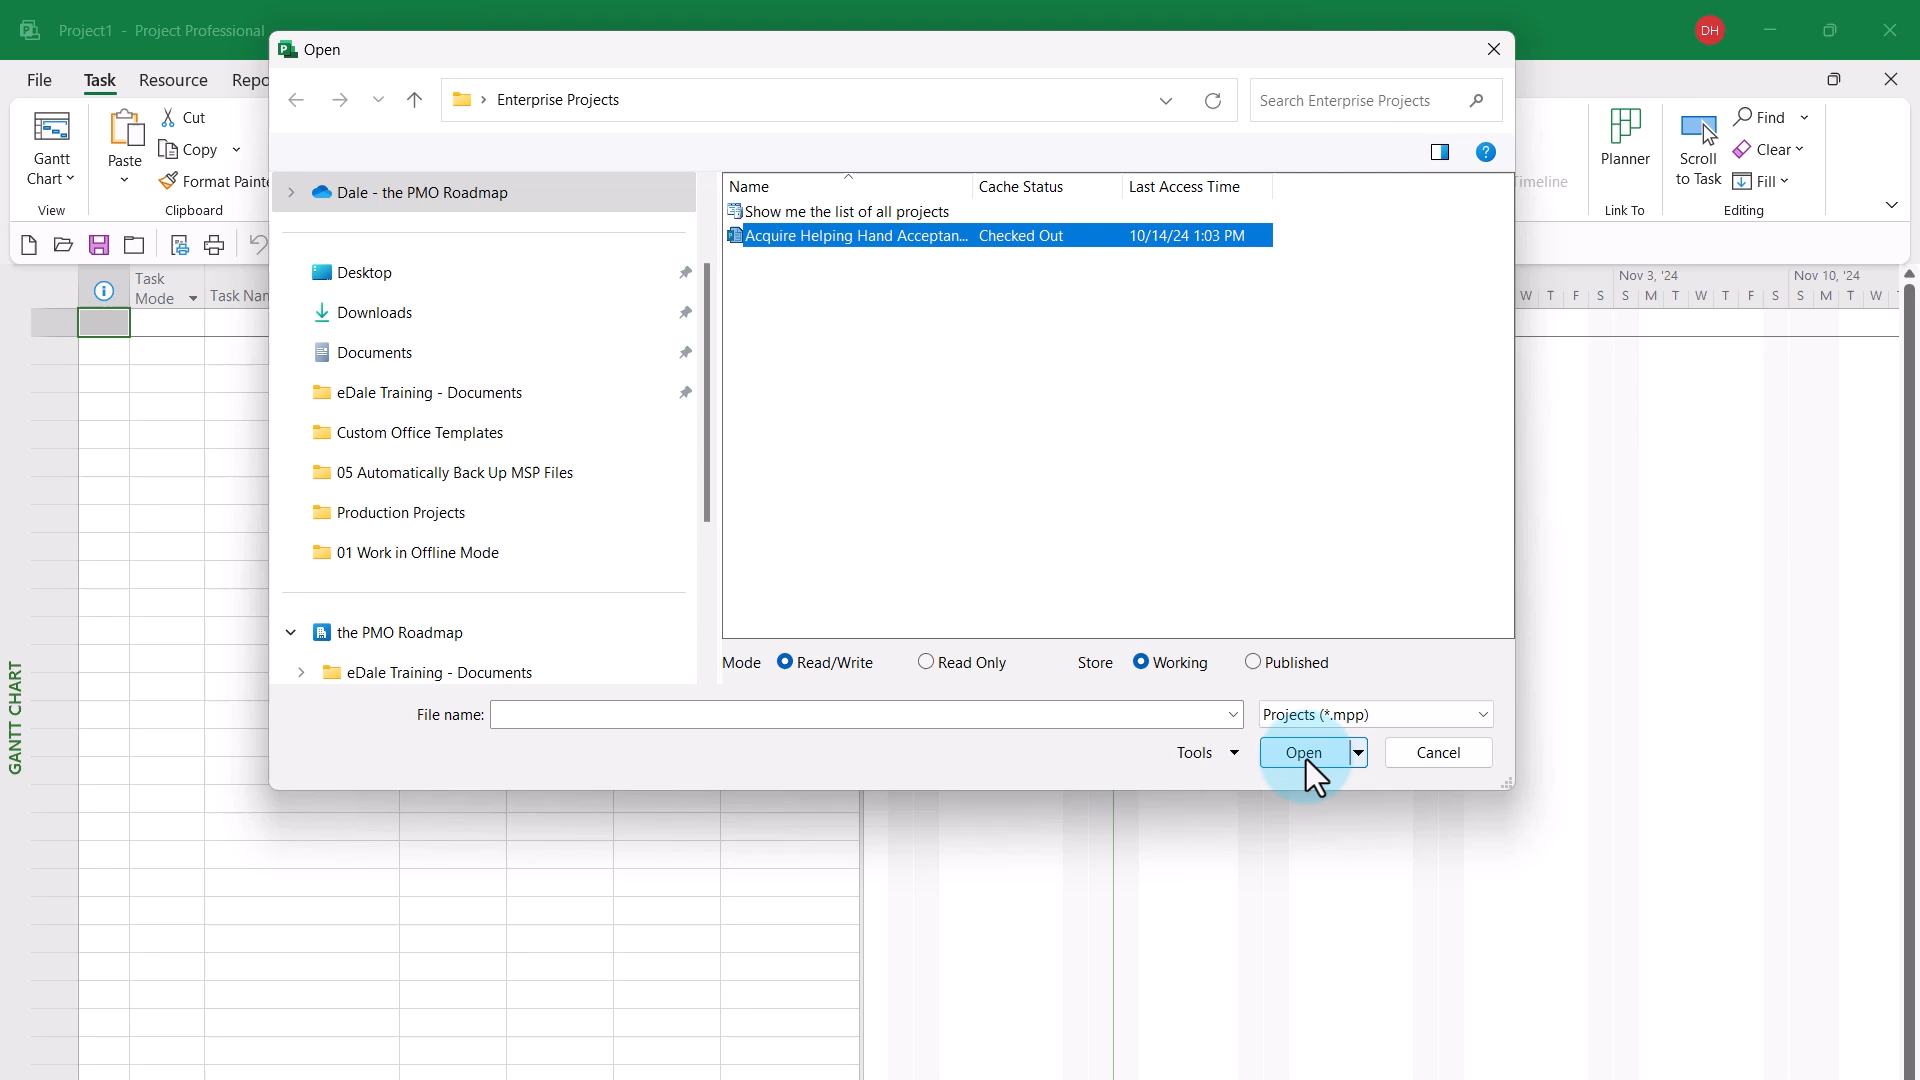 Project1 - Project Professional
DH
File Task Resource Repo
Gantt Chart
View
Paste
Cut
Copy
Format Painte
Clipboard
imeline
Planner
Link To
Scroll to Task
Find
Clear
Fill
Editing
Task Mode
Task Nam
Nov 3, '24
Nov 10, '24
W T F S S M T W T F S S M T W
GANTT CHART
Open
Enterprise Projects
Search Enterprise Projects
Dale - the PMO Roadmap
Desktop
Downloads
Documents
eDale Training - Documents
Custom Office Templates
05 Automatically Back Up MSP Files
Production Projects
01 Work in Offline Mode
the PMO Roadmap
eDale Training - Documents
Name Cache Status Last Access Time
Show me the list of all projects
Acquire Helping Hand Acceptan... Checked Out 10/14/24 1:03 PM
Mode Read/Write Read Only Store Working Published
File name:
Projects (*.mpp)
Tools Open Cancel